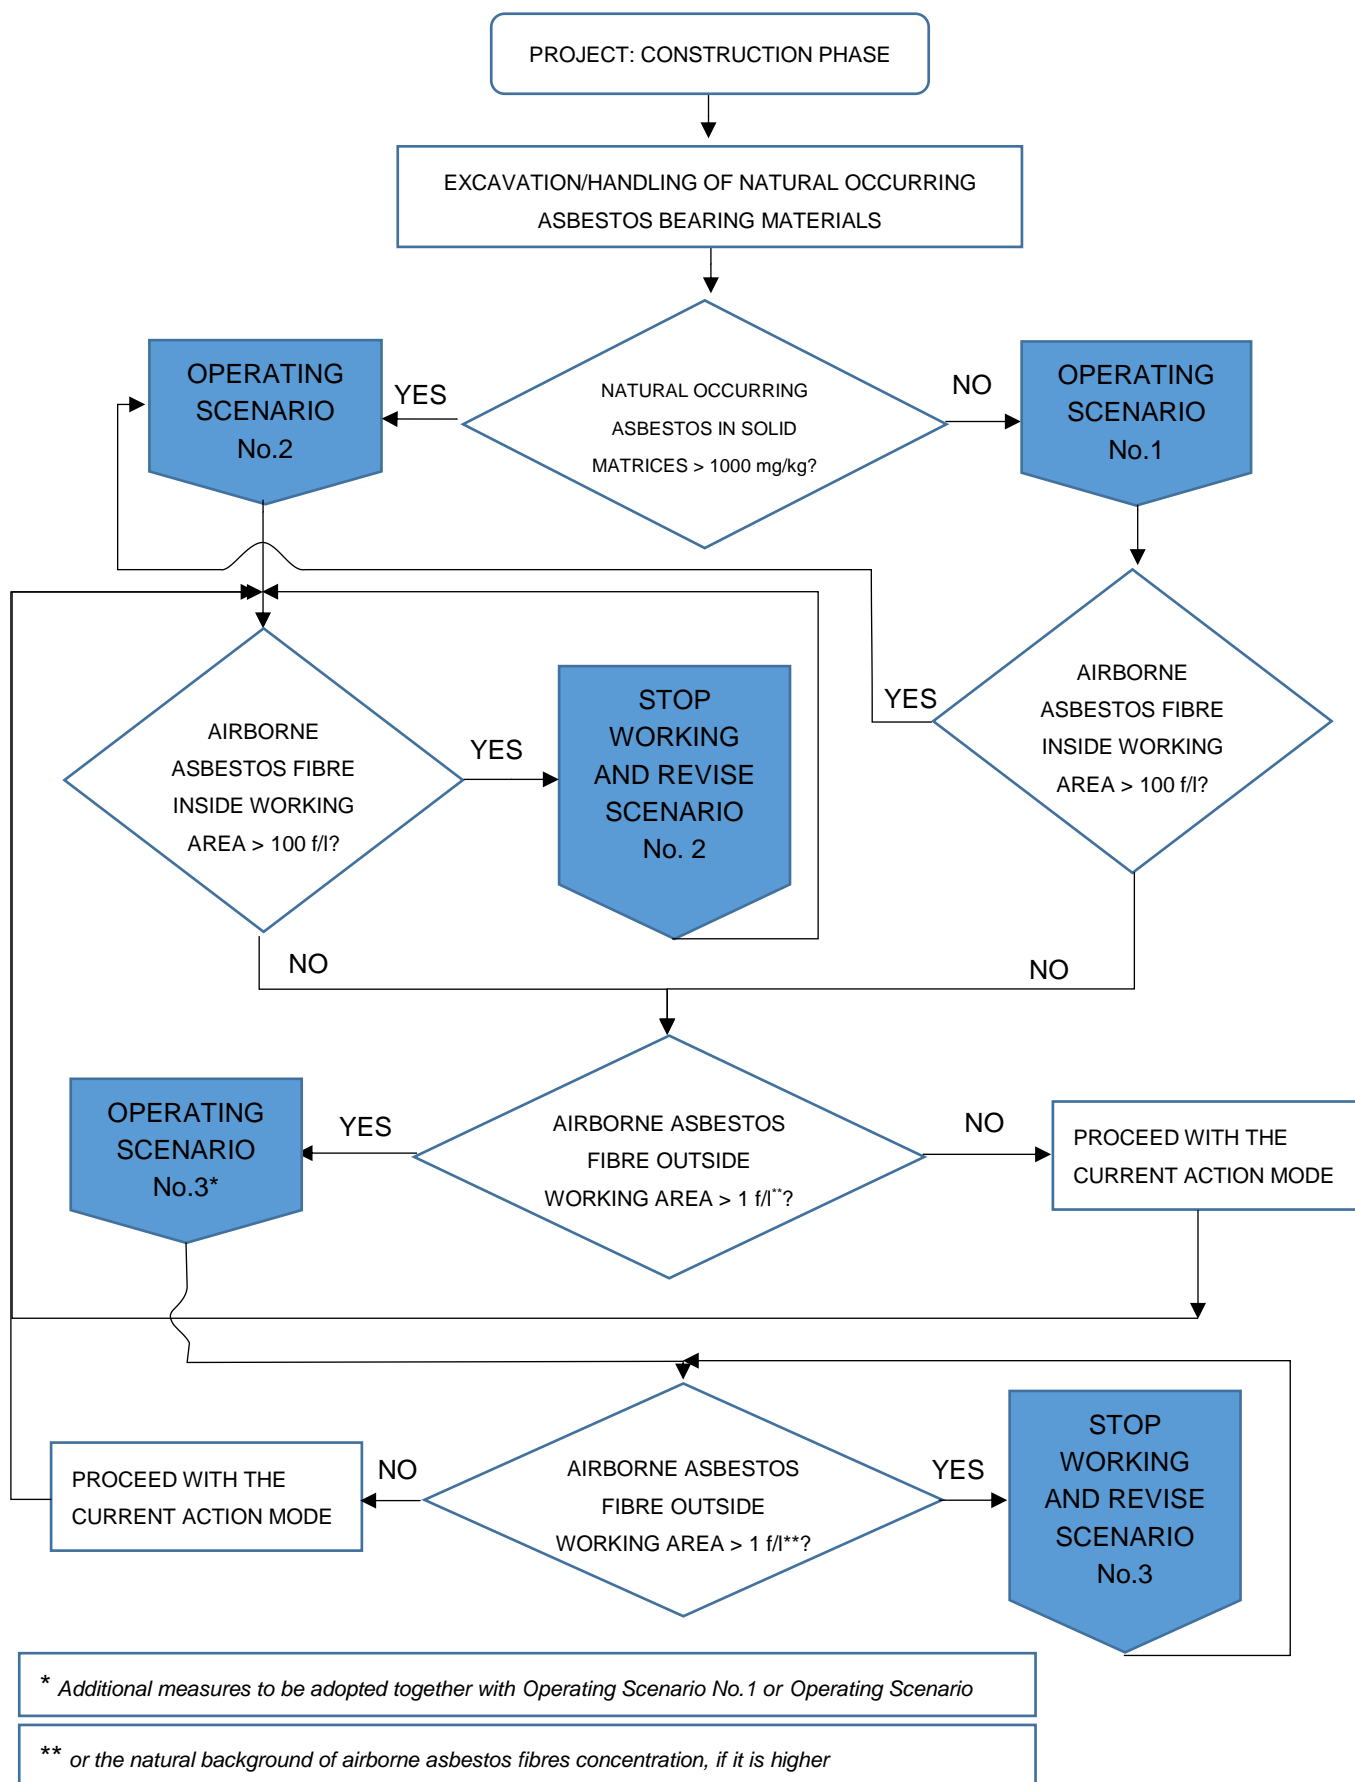 PROJECT: CONSTRUCTION PHASE
EXCAVATION/HANDLING OF NATURAL OCCURRING
ASBESTOS BEARING MATERIALS
OPERATING
SCENARIO
No.2
YES
NATURAL OCCURRING
ASBESTOS IN SOLID
MATRICES > 1000 mg/kg?
NO
OPERATING
SCENARIO
No.1
AIRBORNE
ASBESTOS FIBRE
INSIDE WORKING
AREA > 100 f/l?
YES
STOP
WORKING
AND REVISE
SCENARIO
No. 2
YES
AIRBORNE
ASBESTOS FIBRE
INSIDE WORKING
AREA > 100 f/l?
NO
NO
OPERATING
SCENARIO
No.3*
YES
AIRBORNE ASBESTOS
FIBRE OUTSIDE
WORKING AREA > 1 f/l**?
NO
PROCEED WITH THE
CURRENT ACTION MODE
PROCEED WITH THE
CURRENT ACTION MODE
NO
AIRBORNE ASBESTOS
FIBRE OUTSIDE
WORKING AREA > 1 f/l**?
YES
STOP
WORKING
AND REVISE
SCENARIO
No.3
* Additional measures to be adopted together with Operating Scenario No.1 or Operating Scenario
** or the natural background of airborne asbestos fibres concentration, if it is higher